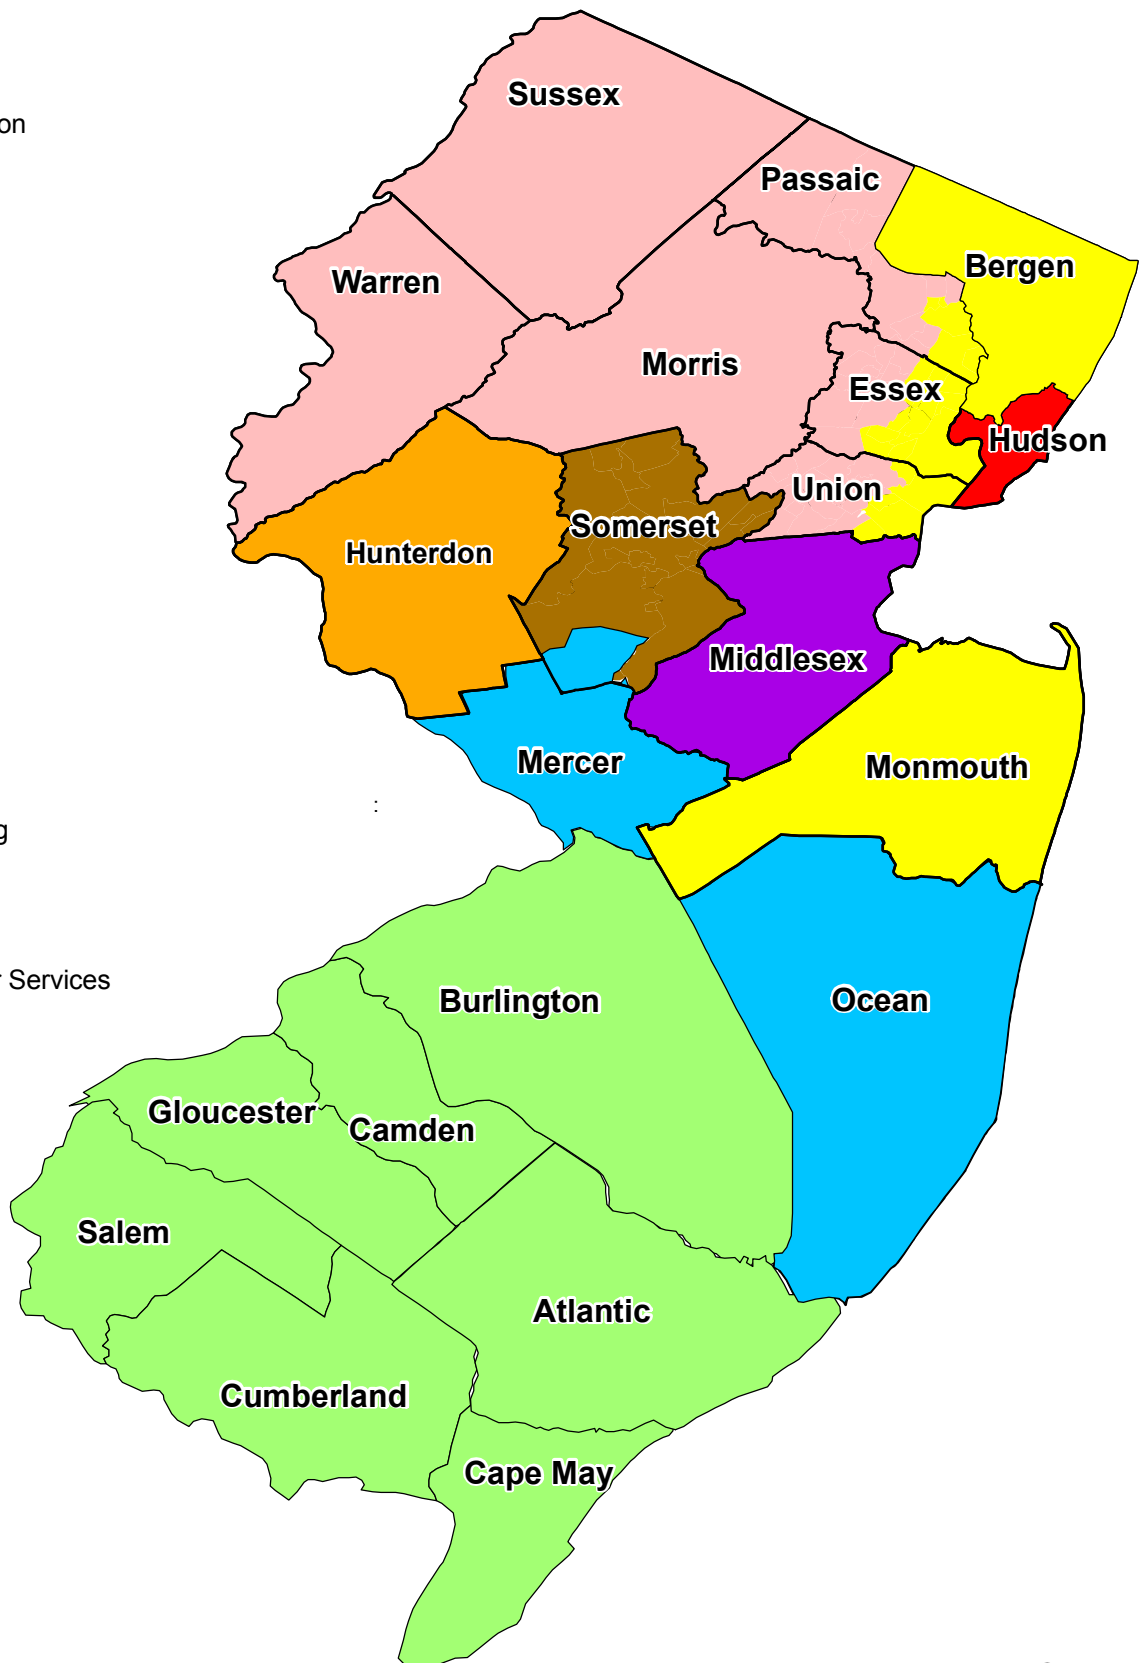 Sussex
on
Passaic
Bergen
Warren
Morris
Essex
Hudson
Union
Somerset
Hunterdon
Middlesex
Mercer
Monmouth
:
g
r Services
Burlington
Ocean
Gloucester
Camden
Salem
Atlantic
Cumberland
Cape May